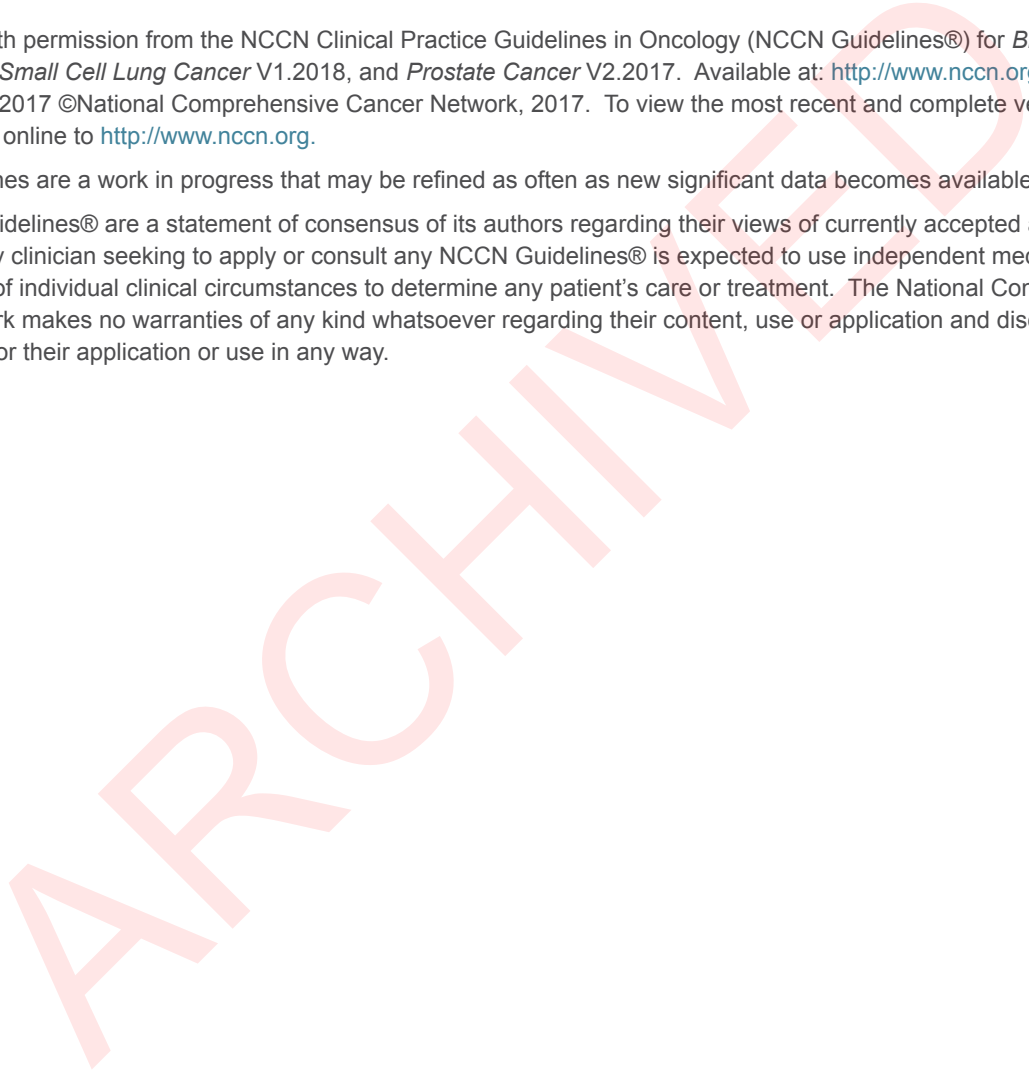 th permission from the NCCN Clinical Practice Guidelines in Oncology (NCCN Guidelines®) for B
Small Cell Lung Cancer V1.2018, and Prostate Cancer V2.2017. Available at: http://www.nccn.org
2017 ©National Comprehensive Cancer Network, 2017. To view the most recent and complete ve
online to http://www.nccn.org.
nes are a work in progress that may be refined as often as new significant data becomes available
idelines® are a statement of consensus of its authors regarding their views of currently accepted a
y clinician seeking to apply or consult any NCCN Guidelines® is expected to use independent med
of individual clinical circumstances to determine any patient's care or treatment. The National Com
rk makes no warranties of any kind whatsoever regarding their content, use or application and disc
or their application or use in any way.
ARCHIVED